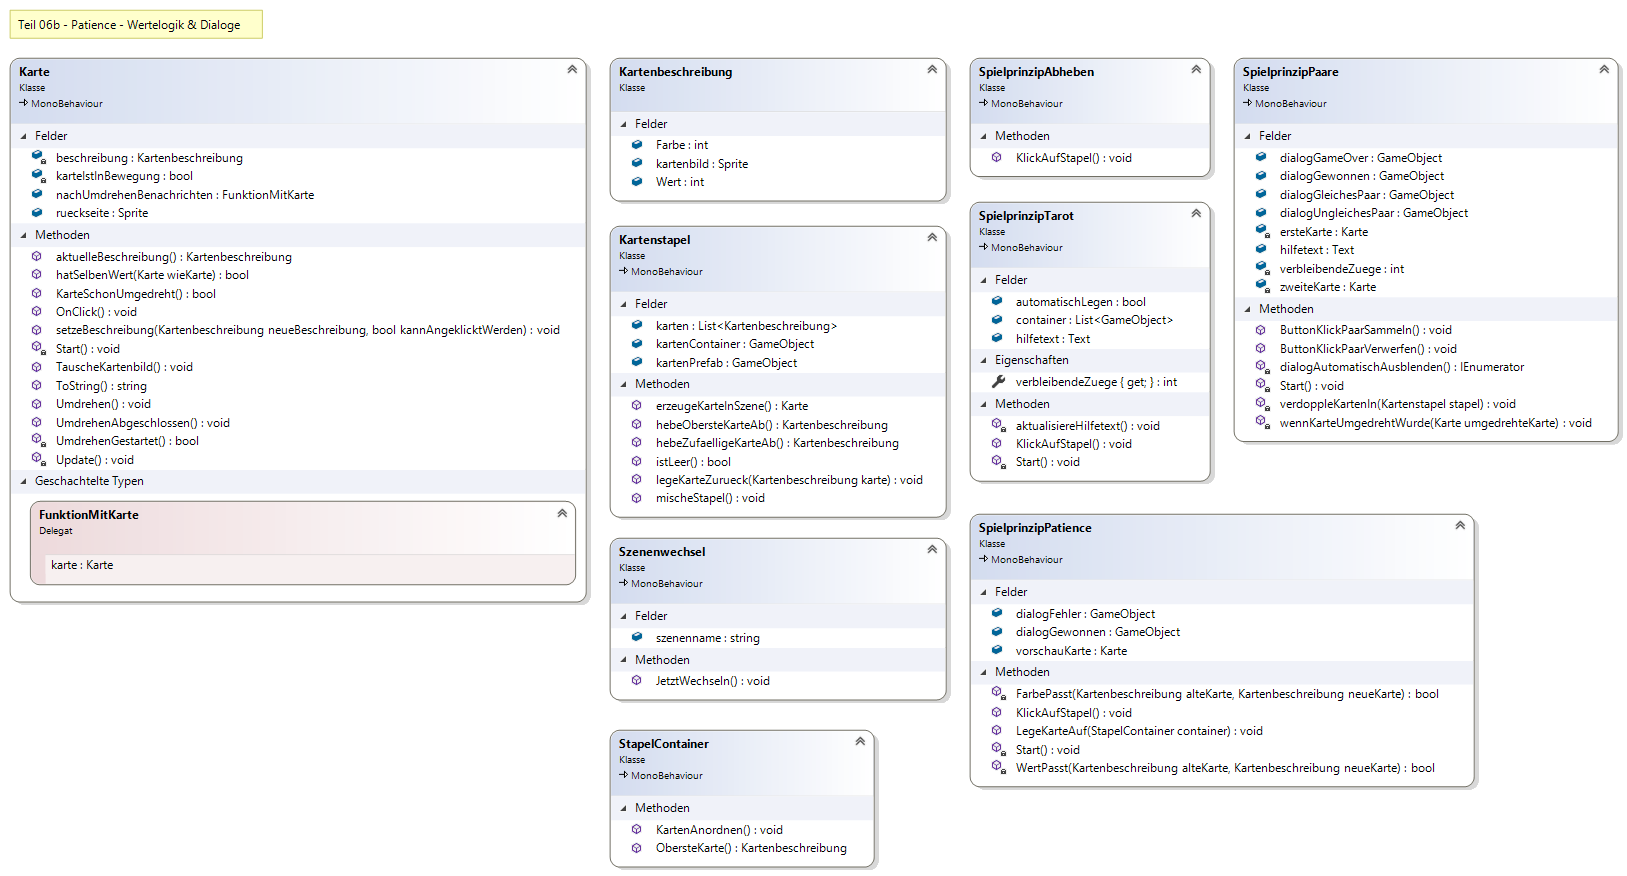 Teil 06b - Patience - Wertelogik & Dialoge
Karte
Klasse
MonoBehaviour
Felder
beschreibung : Kartenbeschreibung
karteIstInBewegung : bool
nachUmdrehenBenachrichten : FunktionMitKarte
rueckseite : Sprite
Methoden
aktuelleBeschreibung() : Kartenbeschreibung
hatSelbenWert(Karte wieKarte) : bool
KarteSchonUmgedreht() : bool
OnClick() : void
setzeBeschreibung(Kartenbeschreibung neueBeschreibung, bool kannAngeklicktWerden) : void
Start() : void
TauscheKartenbild() : void
ToString() : string
Umdrehen() : void
UmdrehenAbgeschlossen() : void
UmdrehenGestartet() : bool
Update() : void
Geschachtelte Typen
FunktionMitKarte
Delegat
karte : Karte
Kartenbeschreibung
Klasse
Felder
Farbe : int
kartenbild : Sprite
Wert : int
Kartenstapel
Klasse
MonoBehaviour
Felder
karten : List<Kartenbeschreibung>
kartenContainer : GameObject
kartenPrefab : GameObject
Methoden
erzeugeKarteInSzene() : Karte
hebeObersteKarteAb() : Kartenbeschreibung
hebeZufaelligeKarteAb() : Kartenbeschreibung
istLeer() : bool
legeKarteZurueck(Kartenbeschreibung karte) : void
mischeStapel() : void
Szenenwechsel
Klasse
MonoBehaviour
Felder
szenenname : string
Methoden
JetztWechseln() : void
StapelContainer
Klasse
MonoBehaviour
Methoden
KartenAnordnen() : void
ObersteKarte() : Kartenbeschreibung
SpielprinzipAbheben
Klasse
MonoBehaviour
Methoden
KlickAufStapel() : void
SpielprinzipTarot
Klasse
MonoBehaviour
Felder
automatischLegen : bool
container : List<GameObject>
hilfetext : Text
Eigenschaften
verbleibendeZuege { get; } : int
Methoden
aktualisiereHilfetext() : void
KlickAufStapel() : void
Start() : void
SpielprinzipPatience
Klasse
MonoBehaviour
Felder
dialogFehler : GameObject
dialogGewonnen : GameObject
vorschauKarte : Karte
Methoden
FarbePasst(Kartenbeschreibung alteKarte, Kartenbeschreibung neueKarte) : bool
KlickAufStapel() : void
LegeKarteAuf(StapelContainer container) : void
Start() : void
WertPasst(Kartenbeschreibung alteKarte, Kartenbeschreibung neueKarte) : bool
SpielprinzipPaare
Klasse
MonoBehaviour
Felder
dialogGameOver : GameObject
dialogGewonnen : GameObject
dialogGleichesPaar : GameObject
dialogUngleichesPaar : GameObject
ersteKarte : Karte
hilfetext : Text
verbleibendeZuege : int
zweiteKarte : Karte
Methoden
ButtonKlickPaarSammeln() : void
ButtonKlickPaarVerwerfen() : void
dialogAutomatischAusblenden() : IEnumerator
Start() : void
verdoppleKartenIn(Kartenstapel stapel) : void
wennKarteUmgedrehtWurde(Karte umgedrehteKarte) : void